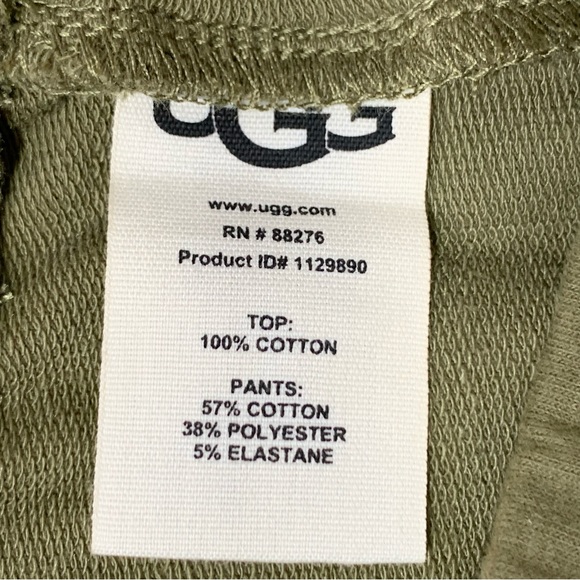 UGG
www.ugg.com
RN # 88276
Product ID# 1129890
TOP:
100% COTTON
PANTS:
57% COTTON
38% POLYESTER
5% ELASTANE